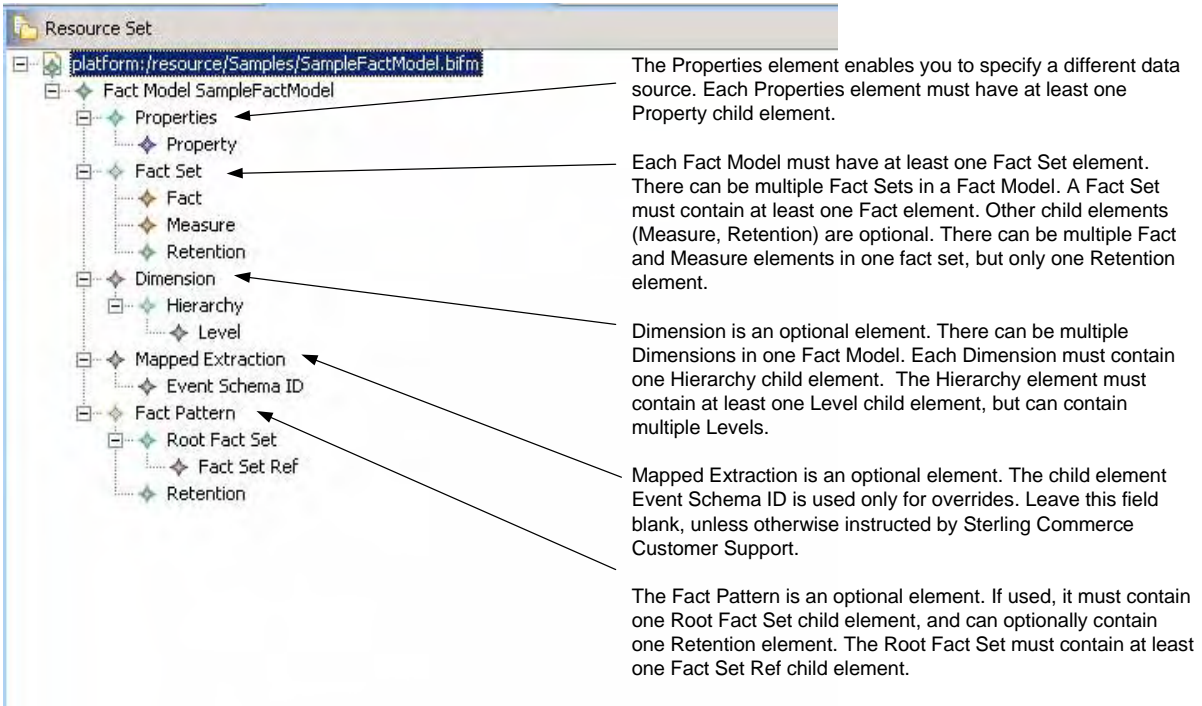 Resource Set
platform:/resource/Samples/SampleFactModel.bifm
Fact Model SampleFactModel
Properties
Property
Fact Set
Fact
Measure
Retention
Dimension
Hierarchy
Level
Mapped Extraction
Event Schema ID
Fact Pattern
Root Fact Set
Fact Set Ref
Retention
The Properties element enables you to specify a different data
source. Each Properties element must have at least one
Property child element.
Each Fact Model must have at least one Fact Set element.
There can be multiple Fact Sets in a Fact Model. A Fact Set
must contain at least one Fact element. Other child elements
(Measure, Retention) are optional. There can be multiple Fact
and Measure elements in one fact set, but only one Retention
element.
Dimension is an optional element. There can be multiple
Dimensions in one Fact Model. Each Dimension must contain
one Hierarchy child element.  The Hierarchy element must
contain at least one Level child element, but can contain
multiple Levels.
Mapped Extraction is an optional element. The child element
Event Schema ID is used only for overrides. Leave this field
blank, unless otherwise instructed by Sterling Commerce
Customer Support.
The Fact Pattern is an optional element. If used, it must contain
one Root Fact Set child element, and can optionally contain
one Retention element. The Root Fact Set must contain at least
one Fact Set Ref child element.